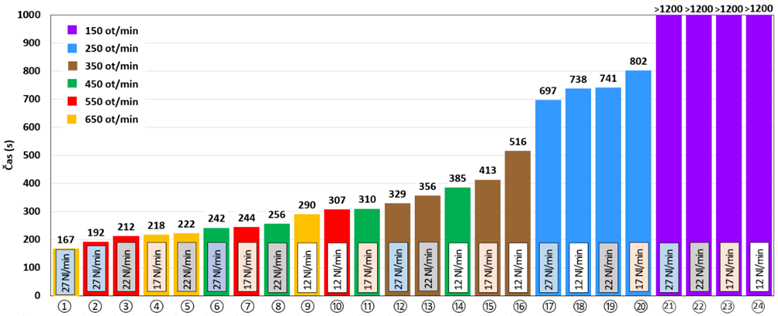 >1200 >1200 >1200 >1200
1000
150 ot/min
250 ot/min
350 ot/min
450 ot/min
550 ot/min
650 ot/min
800
600
400
200
0
900
700
500
300
100
Čas (s)
167 192 212 218 222 242 244 256 290 307 310 329 356 385 413 516 697 738 741 802
27 Nl/min 27 Nl/min 22 Nl/min 17 Nl/min 22 Nl/min 27 Nl/min 17 Nl/min 22 Nl/min 12 Nl/min 12 Nl/min 17 Nl/min 27 Nl/min 22 Nl/min 12 Nl/min 17 Nl/min 12 Nl/min 27 Nl/min 12 Nl/min 22 Nl/min 17 Nl/min 27 Nl/min 22 Nl/min 17 Nl/min 12 Nl/min
① ② ③ ④ ⑤ ⑥ ⑦ ⑧ ⑨ ⑩ ⑪ ⑫ ⑬ ⑭ ⑮ ⑯ ⑰ ⑱ ⑲ ⑳ ㉑ ㉒ ㉓ ㉔